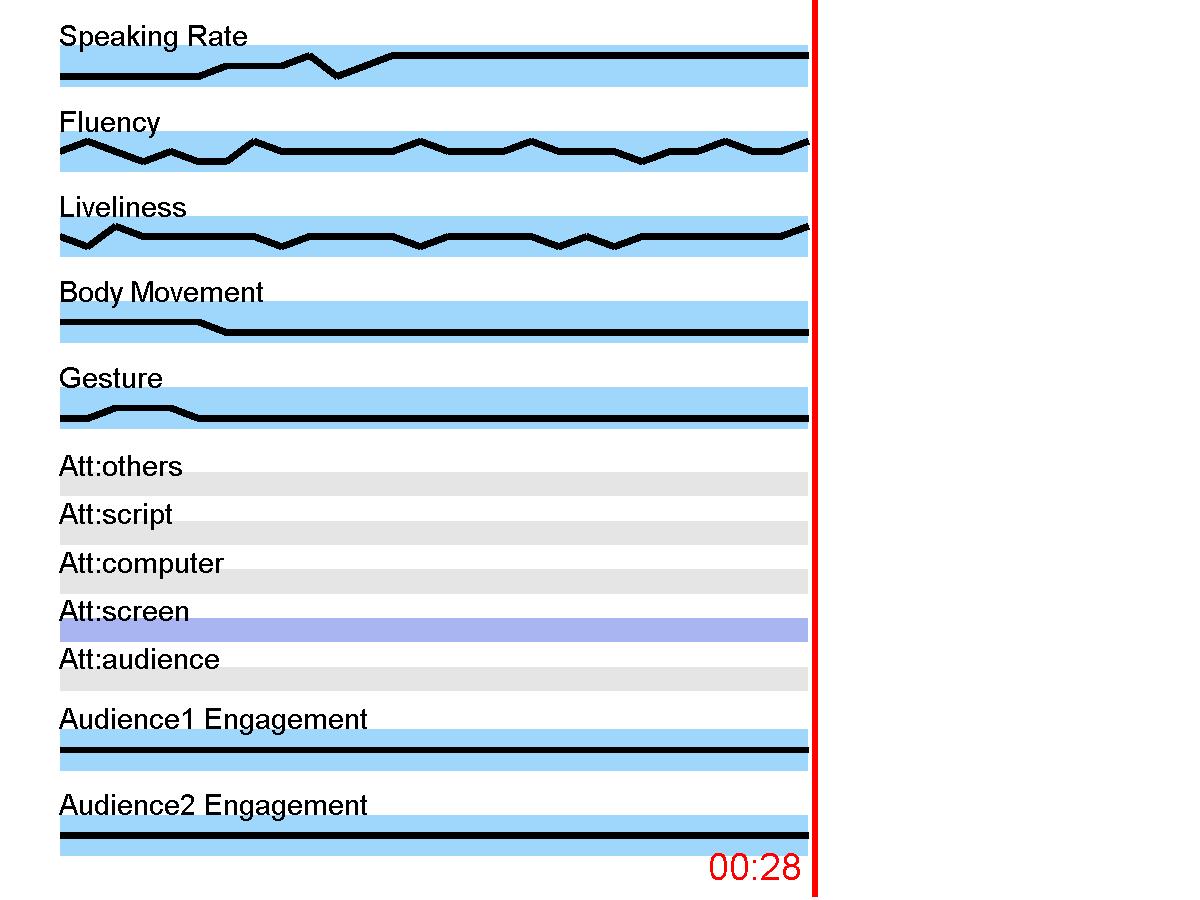 Speaking Rate
Fluency
Liveliness
Body Movement
Gesture
Att:others
Att:script
Att:computer
Att:screen
Att:audience
Audience1 Engagement
Audience2 Engagement
00:28